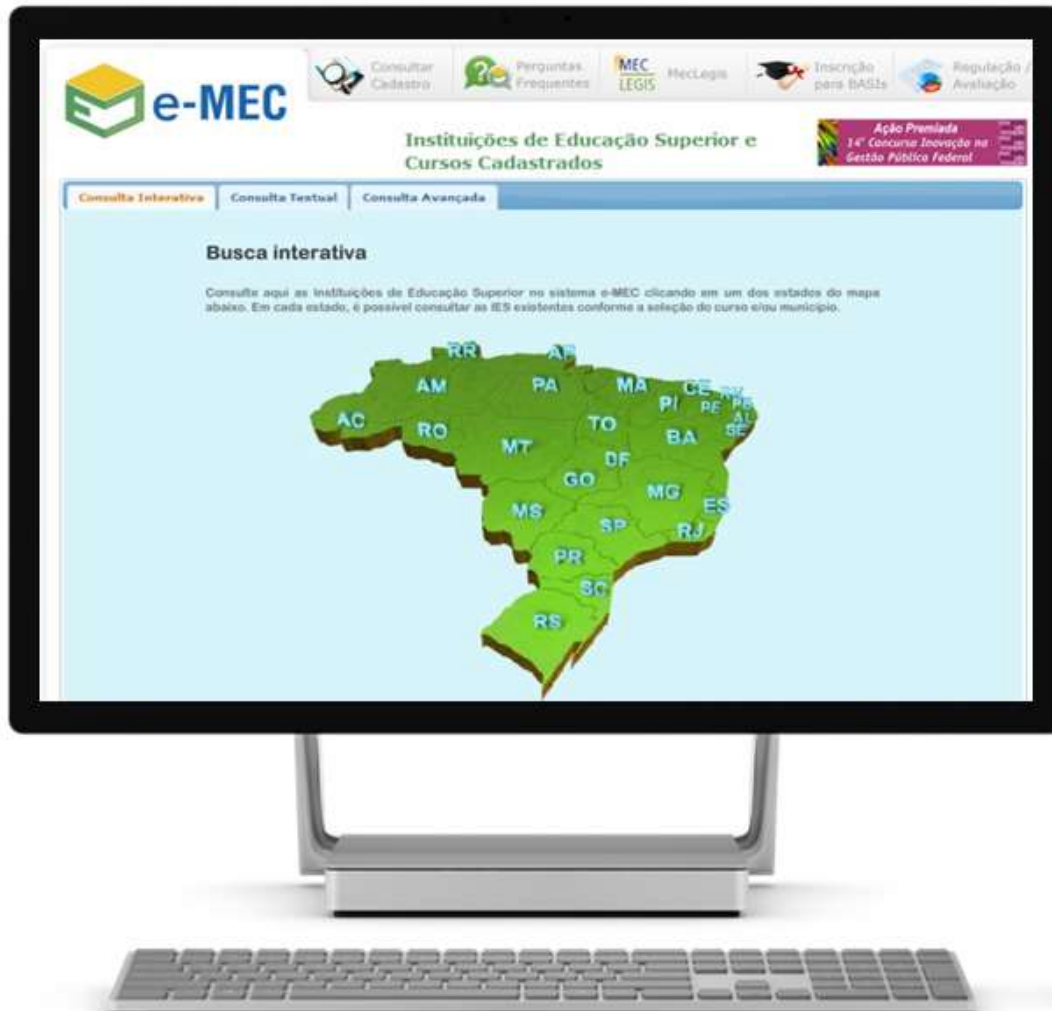 e-MEC
Consultar
Cadastro
Perguntas
Frequentes
MEC
LEGIS
MecLegis
Inscrição
para BASis
Regulação /
Avaliação
Instituições de Educação Superior e
Cursos Cadastrados
Ação Premiada
14º Concurso Inovação na
Gestão Pública Federal
Consulta Interativa
Consulta Textual
Consulta Avançada
Busca interativa
Consulte aqui as Instituições de Educação Superior no sistema e-MEC clicando em um dos estados do mapa
abaixo. Em cada estado, é possível consultar as IES existentes conforme a seleção do curso e/ou município.
RR
AP
AM
PA
MA
CE
RN
PI
PE
PB
AL
SE
AC
RO
TO
BA
MT
DF
GO
MG
MS
ES
SP
RJ
PR
SC
RS